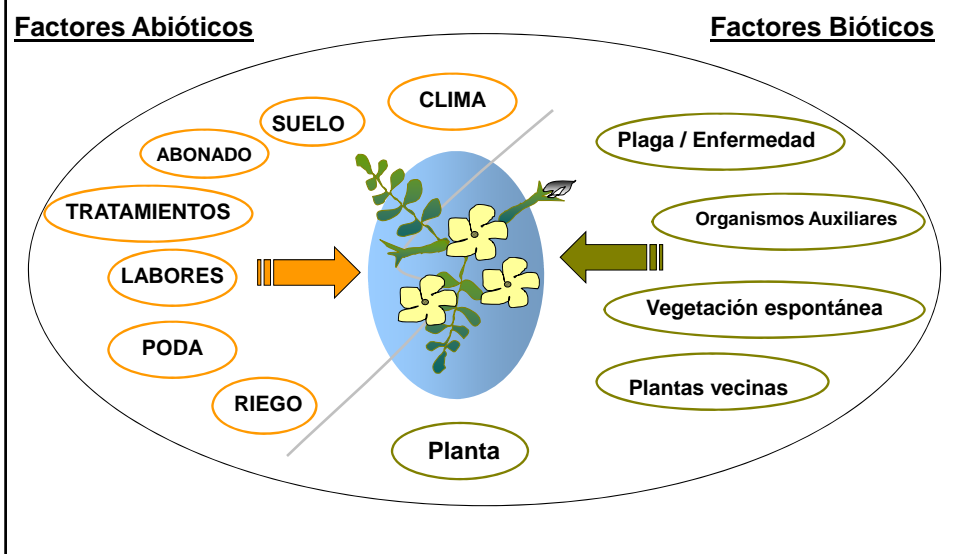 Factores Abióticos
Factores Bióticos
CLIMA
SUELO
ABONADO
TRATAMIENTOS
LABORES
PODA
RIEGO
Plaga / Enfermedad
Organismos Auxiliares
Vegetación espontánea
Plantas vecinas
Planta